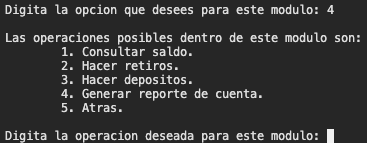 Digita la opcion que desees para este modulo: 4
Las operaciones posibles dentro de este modulo son:
1. Consultar saldo.
2. Hacer retiros.
3. Hacer depositos.
4. Generar reporte de cuenta.
5. Atras.
Digita la operacion deseada para este modulo: